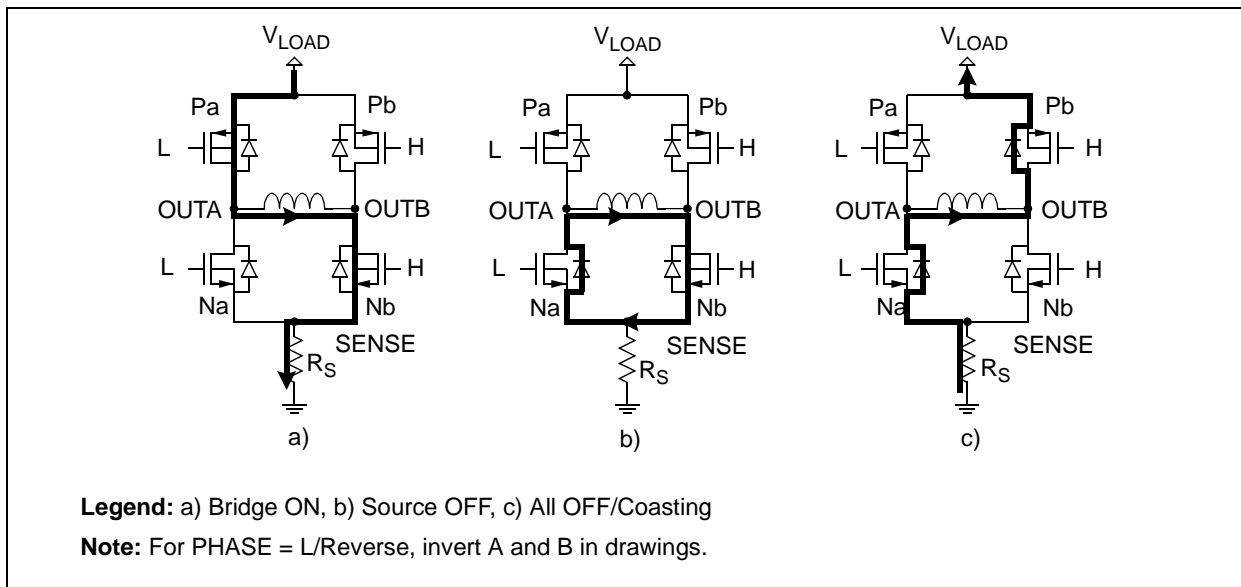 VLOAD VLOAD VLOAD
Pa Pb Pa Pb Pa Pb
L H L H L H
OUTA OUTB OUTA OUTB OUTA OUTB
L H L H L H
Na Nb Na Nb Na Nb
SENSE SENSE SENSE
RS RS RS
a) b) c)
Legend: a) Bridge ON, b) Source OFF, c) All OFF/Coasting
Note: For PHASE = L/Reverse, invert A and B in drawings.